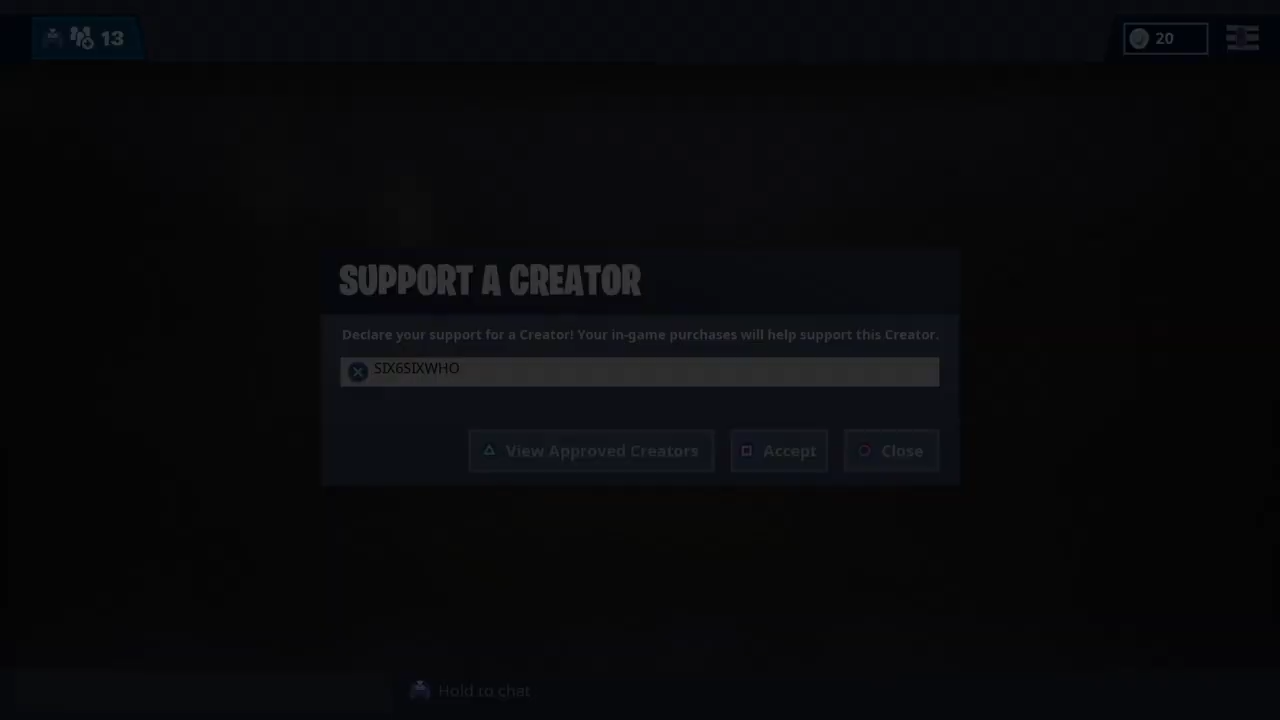 13
20
SUPPORT A CREATOR
Declare your support for a Creator! Your in-game purchases will help support this Creator.
SIX6SIXWHO
View Approved Creators
Accept
Close
Hold to chat